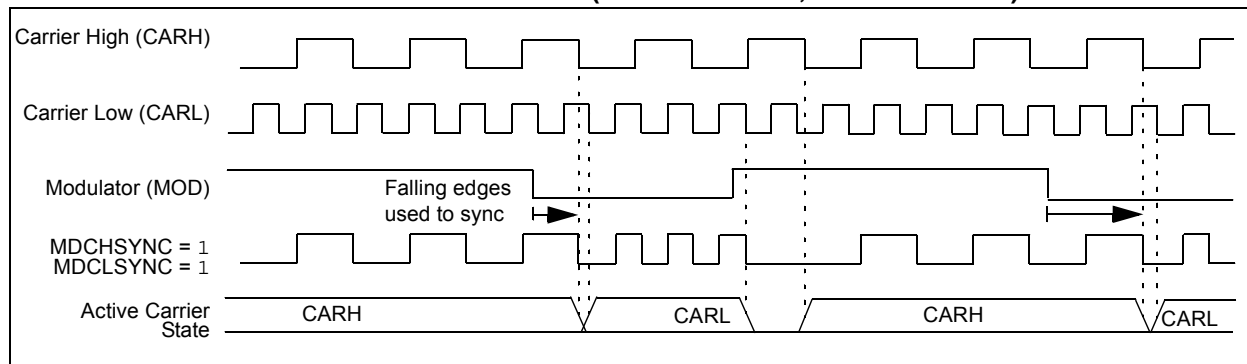 Carrier High (CARH)
Carrier Low (CARL)
Modulator (MOD)
Falling edges
used to sync
MDCHSYNC = 1
MDCLSYNC = 1
Active Carrier
State
CARH
CARL
CARH
CARL